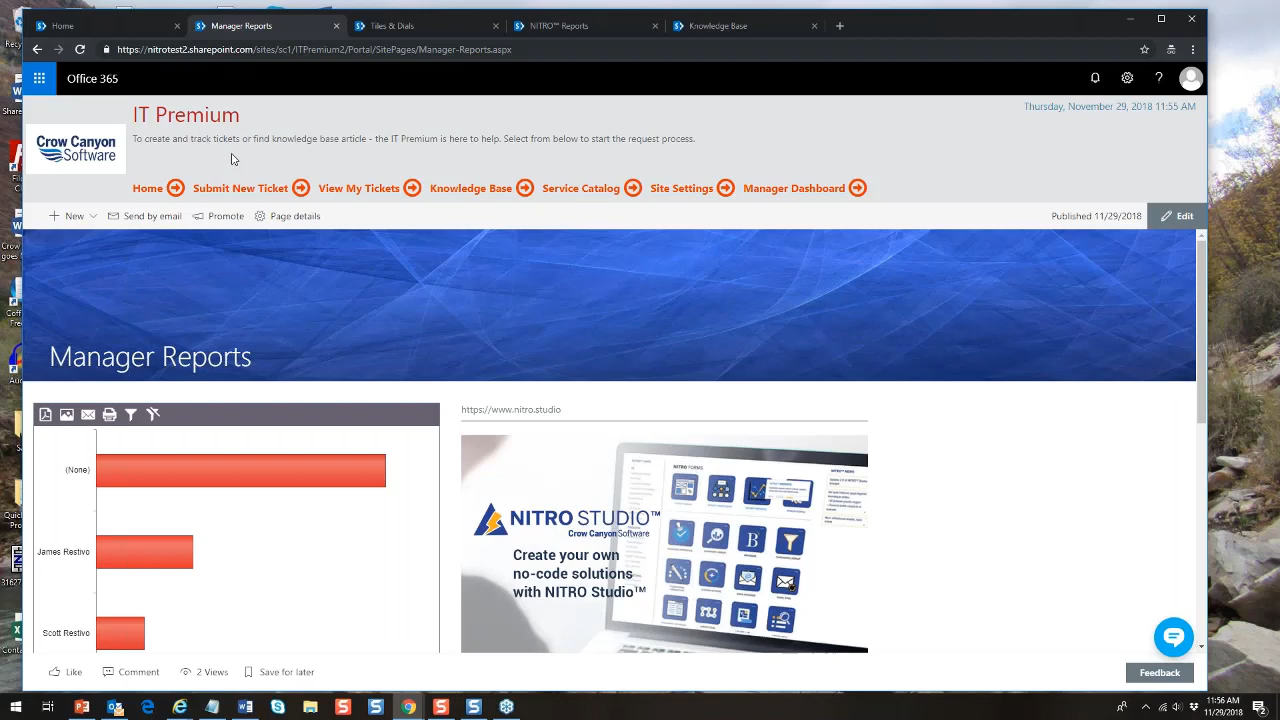 Home
Manager Reports
Tiles & Dials
NITRO™ Reports
Knowledge Base
https://nitrotest2.sharepoint.com/sites/sc1/ITPremium2/Portal/SitePages/Manager-Reports.aspx
Office 365
IT Premium
Thursday, November 29, 2018 11:55 AM
To create and track tickets or find knowledge base article - the IT Premium is here to help. Select from below to start the request process.
Crow Canyon
Software
Home
Submit New Ticket
View My Tickets
Knowledge Base
Service Catalog
Site Settings
Manager Dashboard
New
Send by email
Promote
Page details
Published 11/29/2018
Edit
Manager Reports
(None)
James Restivo
Scott Restivo
https://www.nitro.studio
NITRO FORMS
NITRO STUDIO™
Crow Canyon Software
Create your own
no-code solutions
with NITRO Studio™
Like
Comment
2 Views
Save for later
Feedback
11:56 AM
11/29/2018